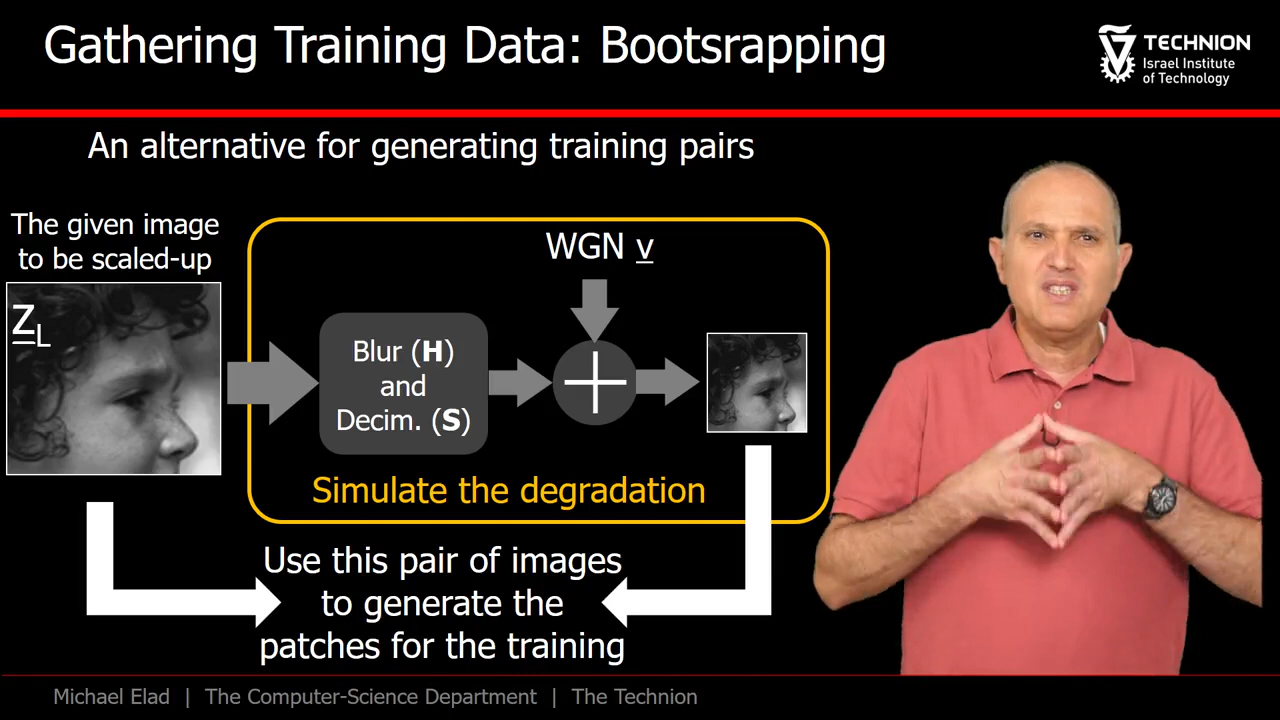 Gathering Training Data: Bootsrapping
TECHNION
Israel Institute
of Technology
An alternative for generating training pairs
The given image
to be scaled-up
Z_L
WGN v
Blur (H)
and
Decim. (S)
Simulate the degradation
Use this pair of images
to generate the
patches for the training
Michael Elad | The Computer-Science Department | The Technion